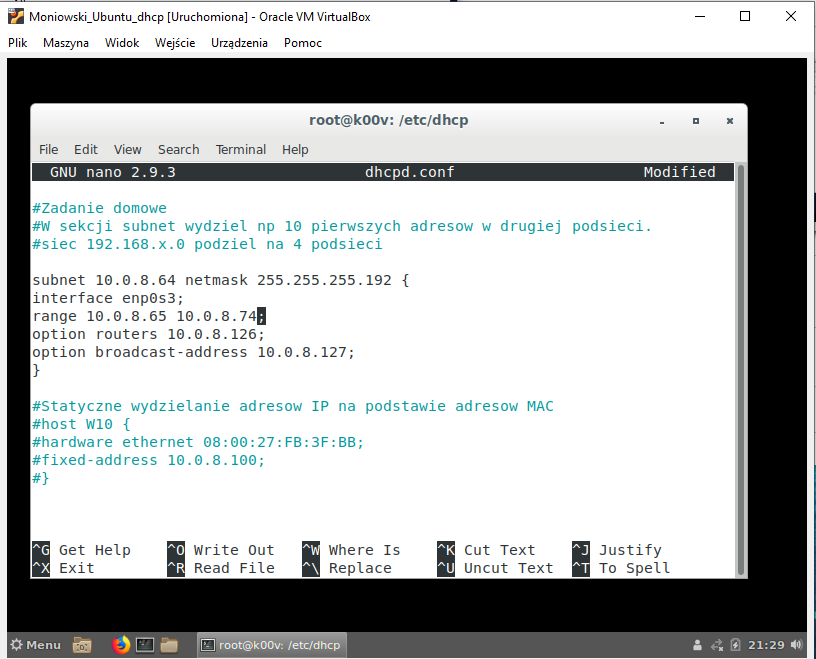 Moniowski_Ubuntu_dhcp [Uruchomiona] - Oracle VM VirtualBox
Plik Maszyna Widok Wejście Urządzenia Pomoc
root@k00v: /etc/dhcp
File Edit View Search Terminal Help
GNU nano 2.9.3 dhcpd.conf Modified
#Zadanie domowe
#W sekcji subnet wydziel np 10 pierwszych adresow w drugiej podsieci.
#siec 192.168.x.0 podziel na 4 podsieci
subnet 10.0.8.64 netmask 255.255.255.192 {
interface enp0s3;
range 10.0.8.65 10.0.8.74;
option routers 10.0.8.126;
option broadcast-address 10.0.8.127;
}
#Statyczne wydzielanie adresow IP na podstawie adresow MAC
#host W10 {
#hardware ethernet 08:00:27:FB:3F:BB;
#fixed-address 10.0.8.100;
#}
^G Get Help ^O Write Out ^W Where Is ^K Cut Text ^J Justify
^X Exit ^R Read File ^\ Replace ^U Uncut Text ^T To Spell
Menu root@k00v: /etc/dhcp 21:29